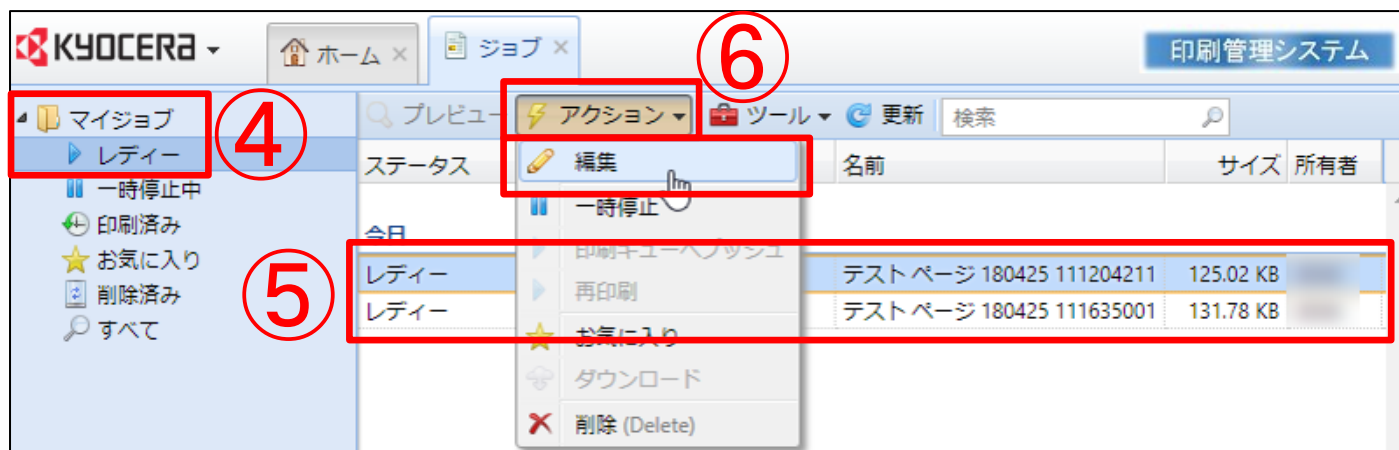 KYOCERA ホーム × ジョブ × 印刷管理システム
⑥
マイジョブ
④
レディー
一時停止中
印刷済み
お気に入り
削除済み
すべて
プレビュー アクション ツール 更新 検索
ステータス 名前 サイズ 所有者
編集
一時停止
今日
印刷キューへプッシュ
⑤
レディー テスト ページ 180425 111204211 125.02 KB
再印刷
レディー テスト ページ 180425 111635001 131.78 KB
お気に入り
ダウンロード
削除 (Delete)